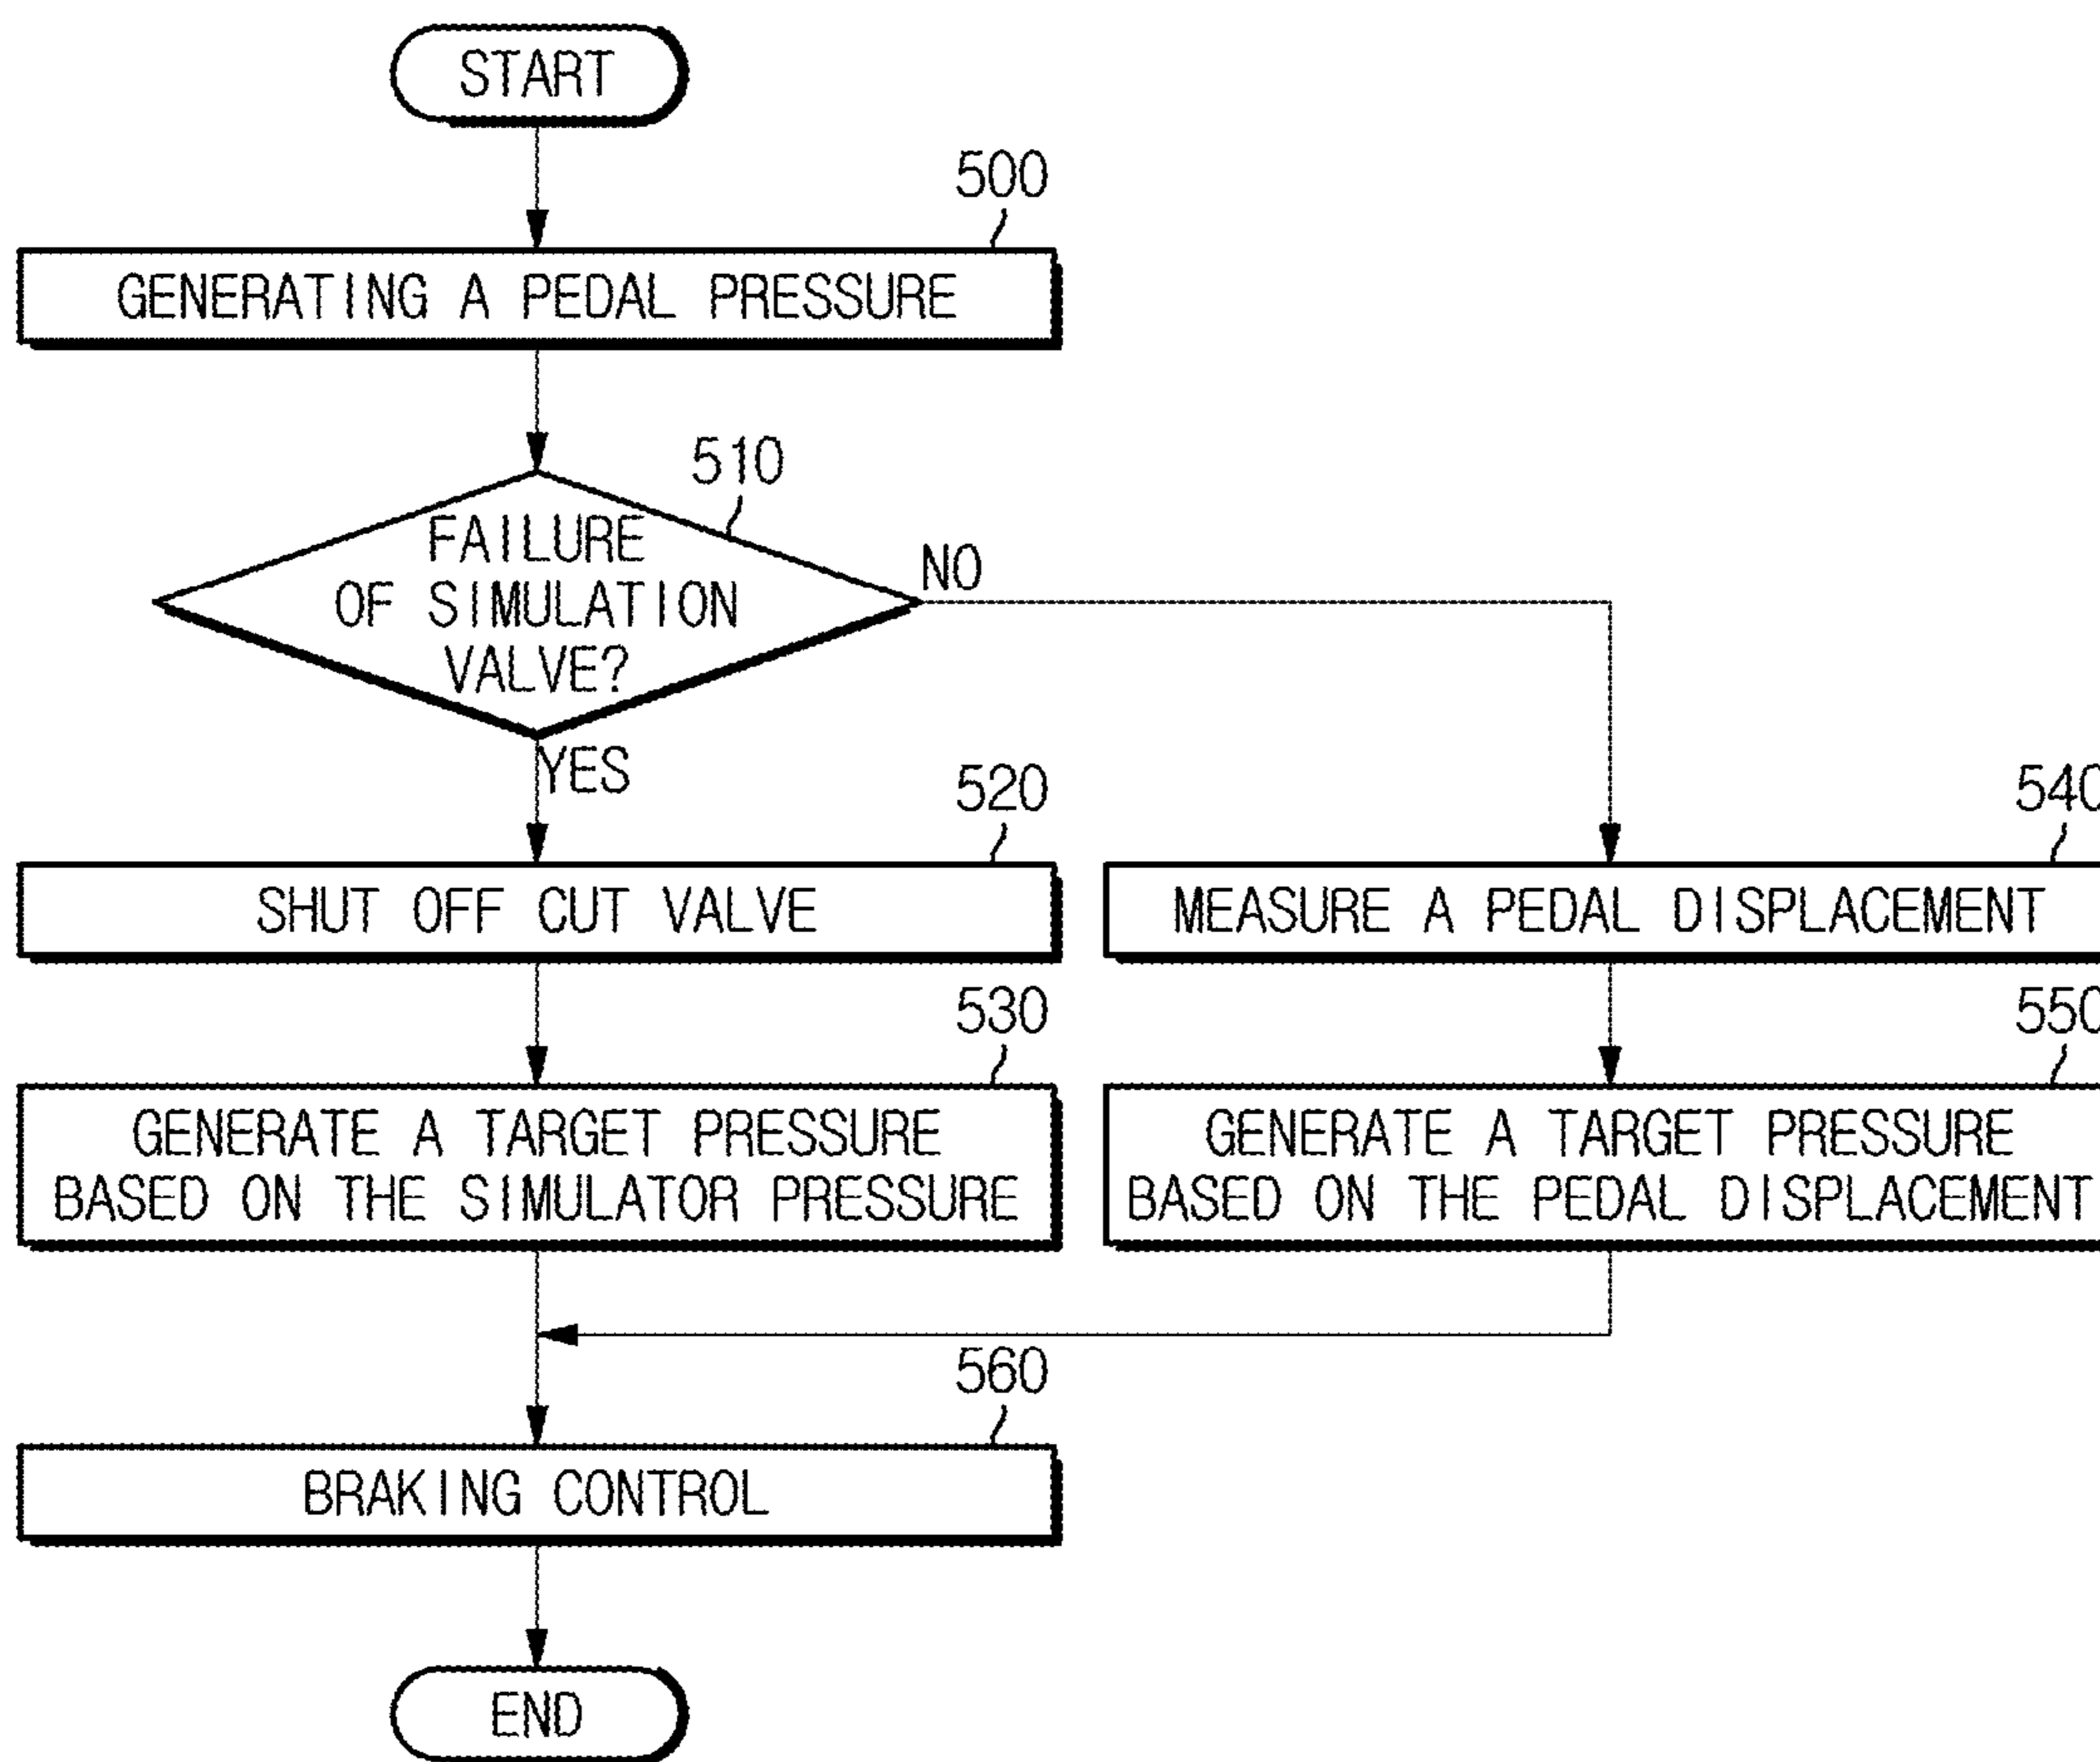 START
500
GENERATING A PEDAL PRESSURE
510
FAILURE
OF SIMULATION
VALVE?
NO
YES
520
SHUT OFF CUT VALVE
540
MEASURE A PEDAL DISPLACEMENT
530
GENERATE A TARGET PRESSURE
BASED ON THE SIMULATOR PRESSURE
550
GENERATE A TARGET PRESSURE
BASED ON THE PEDAL DISPLACEMENT
560
BRAKING CONTROL
END